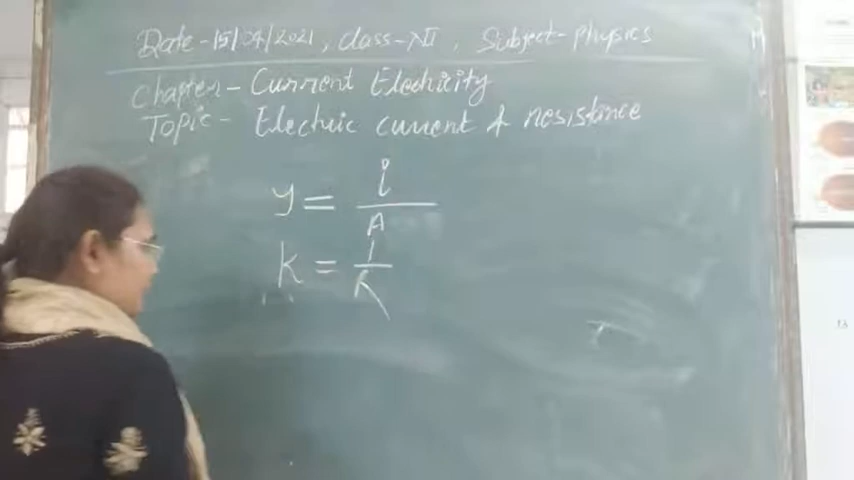 Date - 15/04/2021, class - XII, Subject - Physics
Chapter - Current Electricity
Topic - Electric current & resistance
y = i / A
K = 1 / R